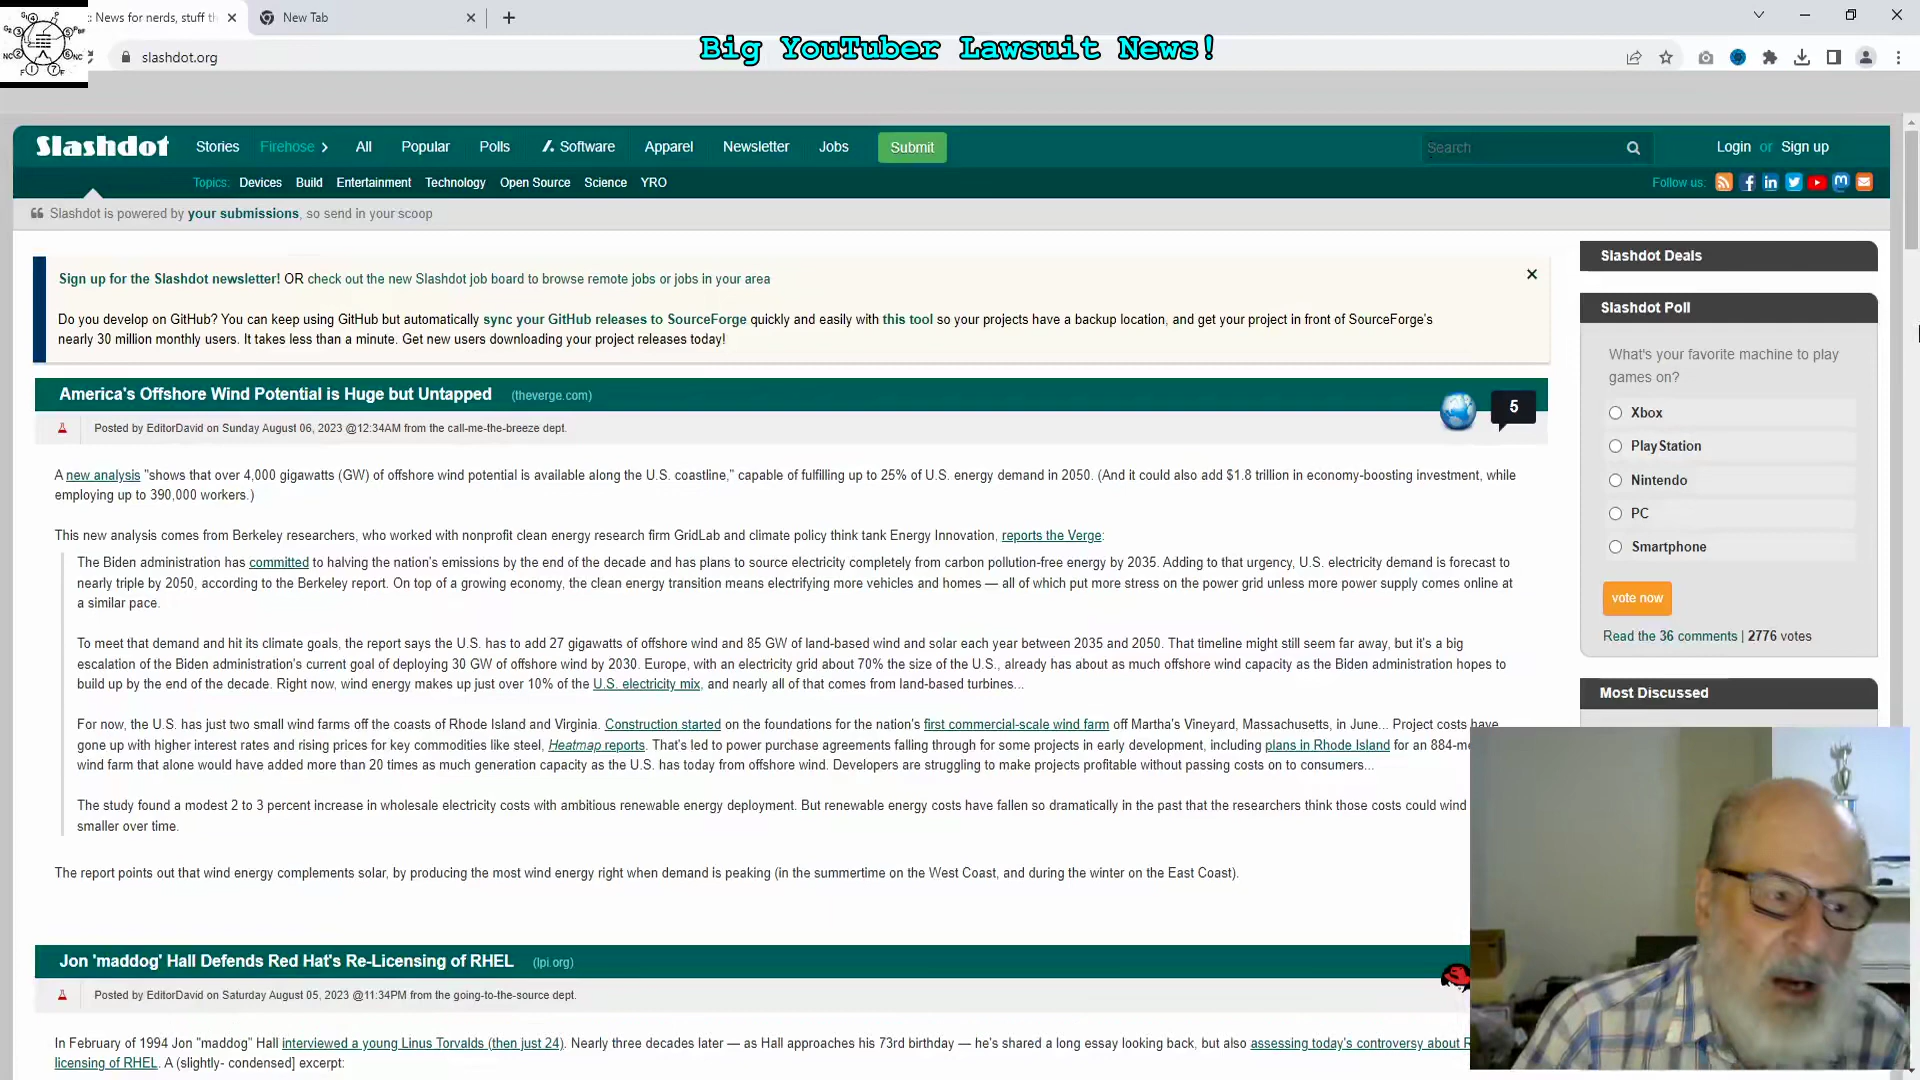 : News for nerds, stuff th
New Tab
slashdot.org
Big YouTuber Lawsuit News!
Slashdot
Stories
Firehose
All
Popular
Polls
Software
Apparel
Newsletter
Jobs
Submit
Search
Login or Sign up
Topics: Devices Build Entertainment Technology Open Source Science YRO
Follow us:
Slashdot is powered by your submissions, so send in your scoop
Sign up for the Slashdot newsletter! OR check out the new Slashdot job board to browse remote jobs or jobs in your area
Do you develop on GitHub? You can keep using GitHub but automatically sync your GitHub releases to SourceForge quickly and easily with this tool so your projects have a backup location, and get your project in front of SourceForge's
nearly 30 million monthly users. It takes less than a minute. Get new users downloading your project releases today!
America's Offshore Wind Potential is Huge but Untapped (theverge.com)
5
Posted by EditorDavid on Sunday August 06, 2023 @12:34AM from the call-me-the-breeze dept.
A new analysis "shows that over 4,000 gigawatts (GW) of offshore wind potential is available along the U.S. coastline," capable of fulfilling up to 25% of U.S. energy demand in 2050. (And it could also add $1.8 trillion in economy-boosting investment, while
employing up to 390,000 workers.)
This new analysis comes from Berkeley researchers, who worked with nonprofit clean energy research firm GridLab and climate policy think tank Energy Innovation, reports the Verge:
The Biden administration has committed to halving the nation's emissions by the end of the decade and has plans to source electricity completely from carbon pollution-free energy by 2035. Adding to that urgency, U.S. electricity demand is forecast to
nearly triple by 2050, according to the Berkeley report. On top of a growing economy, the clean energy transition means electrifying more vehicles and homes — all of which put more stress on the power grid unless more power supply comes online at
a similar pace.
To meet that demand and hit its climate goals, the report says the U.S. has to add 27 gigawatts of offshore wind and 85 GW of land-based wind and solar each year between 2035 and 2050. That timeline might still seem far away, but it's a big
escalation of the Biden administration's current goal of deploying 30 GW of offshore wind by 2030. Europe, with an electricity grid about 70% the size of the U.S., already has about as much offshore wind capacity as the Biden administration hopes to
build up by the end of the decade. Right now, wind energy makes up just over 10% of the U.S. electricity mix, and nearly all of that comes from land-based turbines...
For now, the U.S. has just two small wind farms off the coasts of Rhode Island and Virginia. Construction started on the foundations for the nation's first commercial-scale wind farm off Martha's Vineyard, Massachusetts, in June... Project costs have
gone up with higher interest rates and rising prices for key commodities like steel, Heatmap reports. That's led to power purchase agreements falling through for some projects in early development, including plans in Rhode Island for an 884-me
wind farm that alone would have added more than 20 times as much generation capacity as the U.S. has today from offshore wind. Developers are struggling to make projects profitable without passing costs on to consumers...
The study found a modest 2 to 3 percent increase in wholesale electricity costs with ambitious renewable energy deployment. But renewable energy costs have fallen so dramatically in the past that the researchers think those costs could wind
smaller over time.
The report points out that wind energy complements solar, by producing the most wind energy right when demand is peaking (in the summertime on the West Coast, and during the winter on the East Coast).
Jon 'maddog' Hall Defends Red Hat's Re-Licensing of RHEL (lpi.org)
Posted by EditorDavid on Saturday August 05, 2023 @11:34PM from the going-to-the-source dept.
In February of 1994 Jon "maddog" Hall interviewed a young Linus Torvalds (then just 24). Nearly three decades later — as Hall approaches his 73rd birthday — he's shared a long essay looking back, but also assessing today's controversy about R
licensing of RHEL. A (slightly- condensed] excerpt:
Slashdot Deals
Slashdot Poll
What's your favorite machine to play
games on?
Xbox
PlayStation
Nintendo
PC
Smartphone
vote now
Read the 36 comments | 2776 votes
Most Discussed